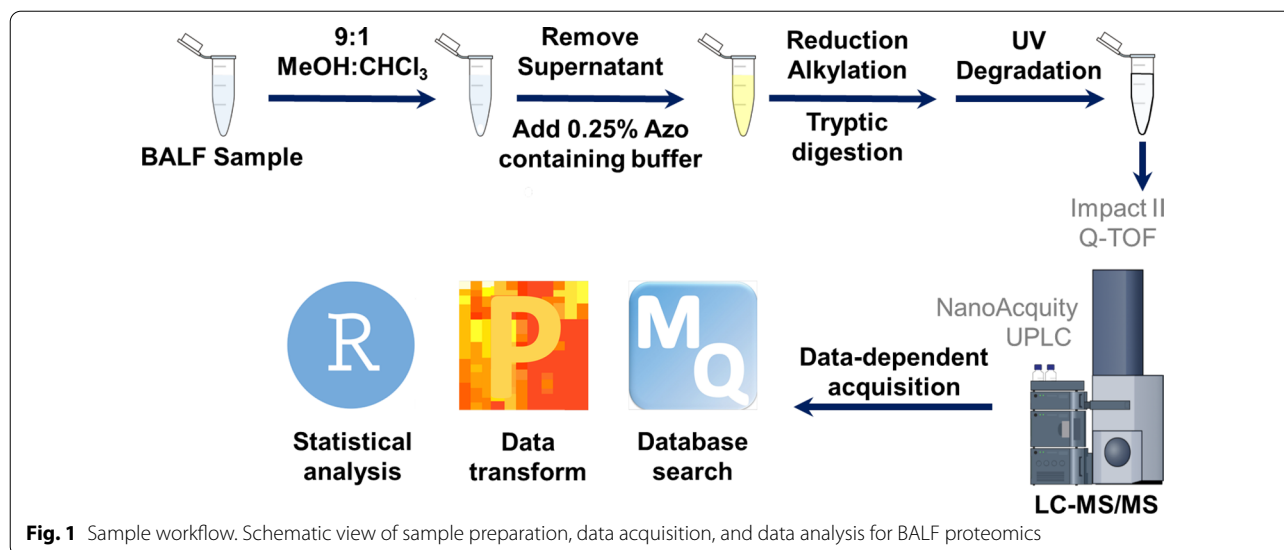 9:1
MeOH:CHCl₃
BALF Sample
Remove
Supernatant
Add 0.25% Azo
containing buffer
Reduction
Alkylation
Tryptic
digestion
UV
Degradation
Impact II
Q-TOF
NanoAcquity
UPLC
LC-MS/MS
Data-dependent
acquisition
MQ
Database
search
P
Data
transform
R
Statistical
analysis
Fig. 1 Sample workflow. Schematic view of sample preparation, data acquisition, and data analysis for BALF proteomics